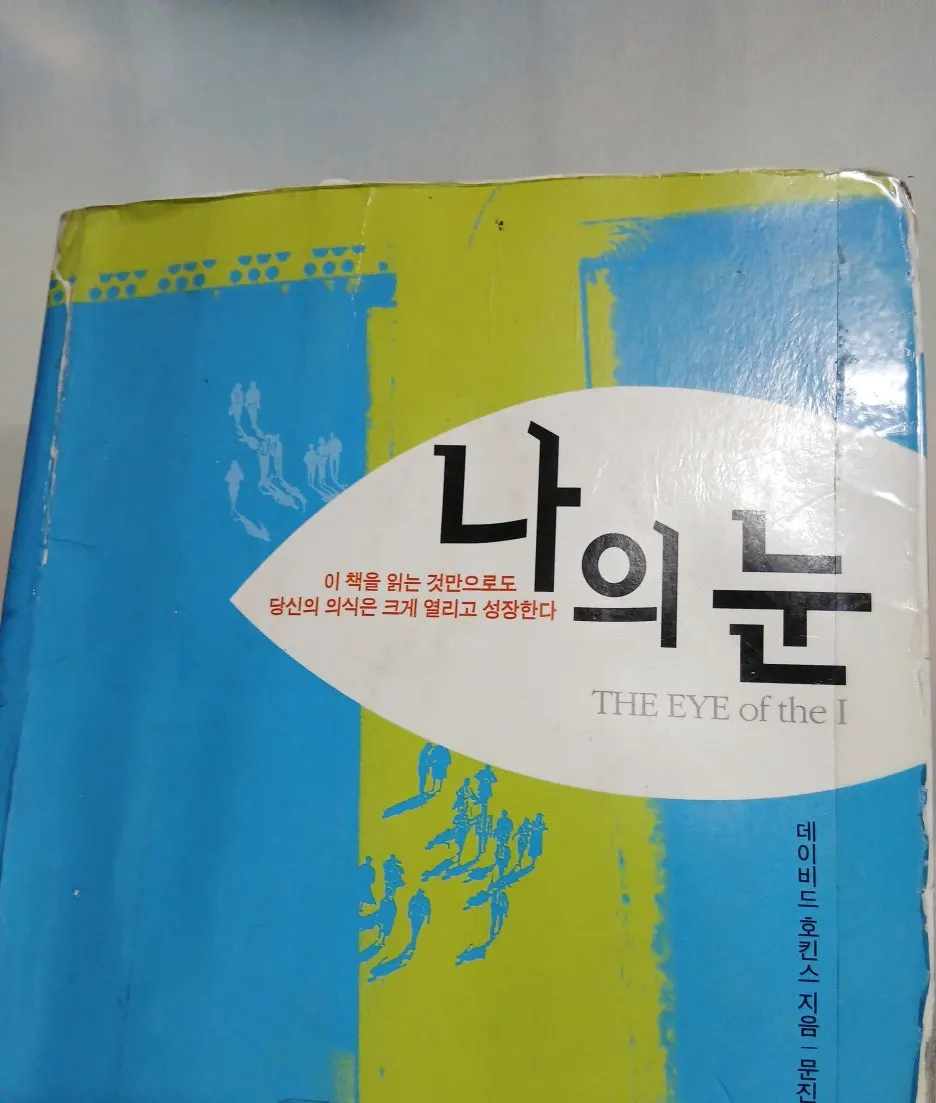 나의 눈
이 책을 읽는 것만으로도
당신의 의식은 크게 열리고 성장한다
THE EYE of the I
데이비드 호킨스 지음 | 문진